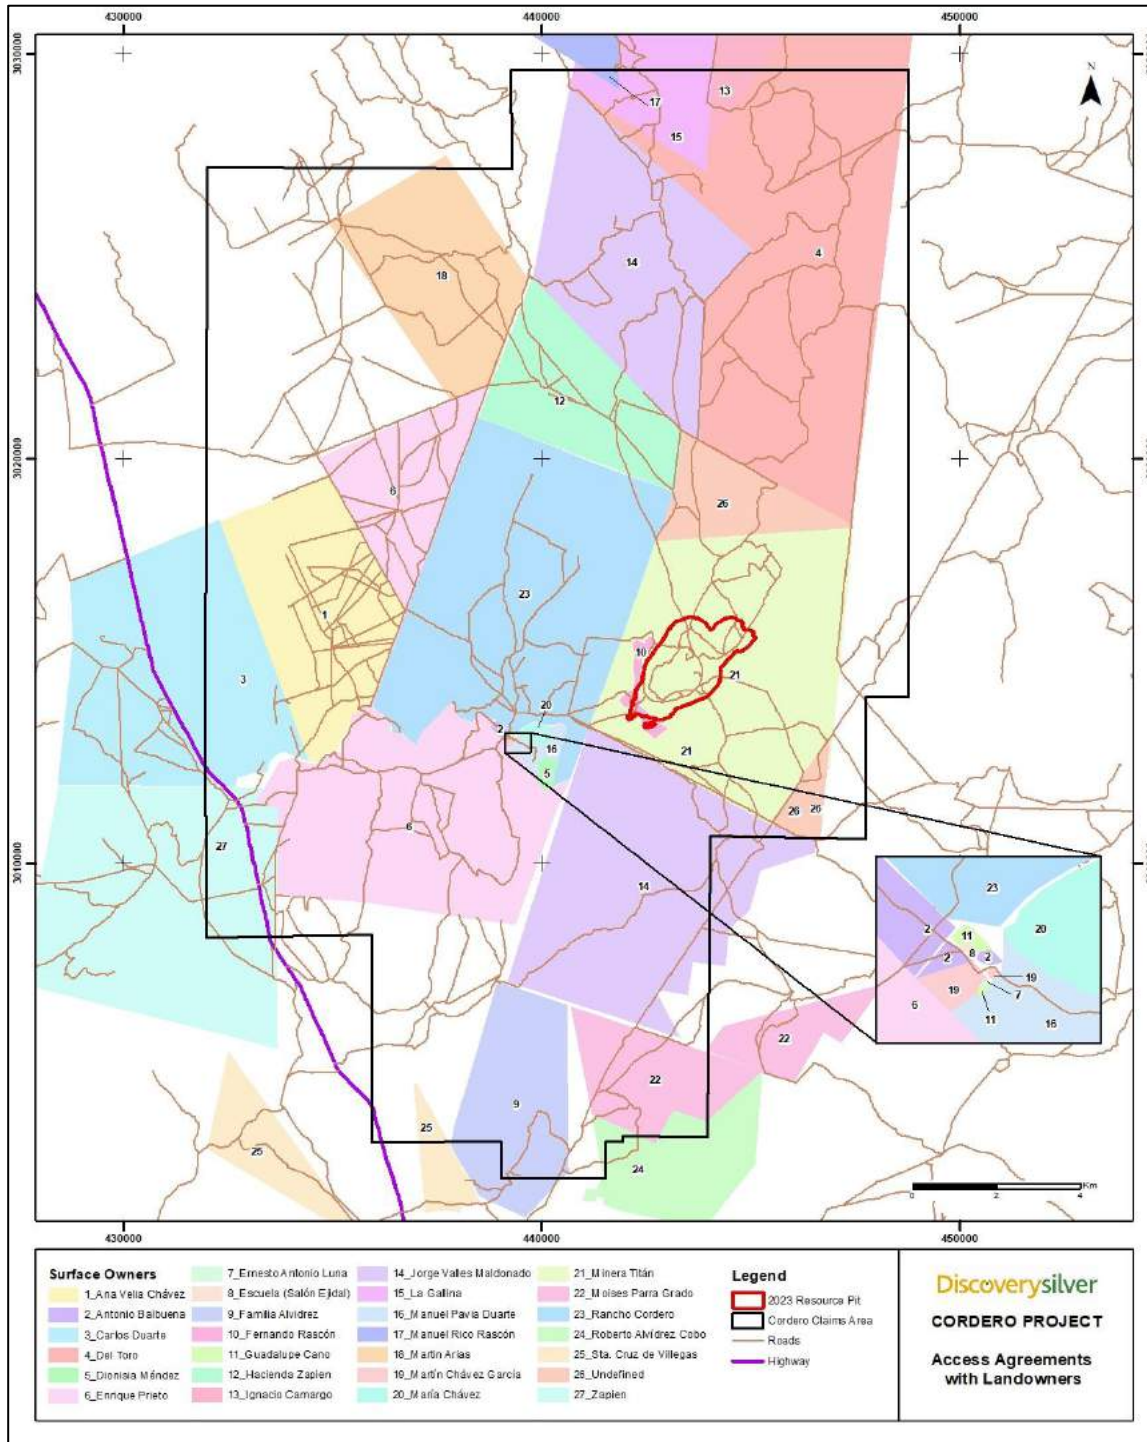 430000
440000
450000
3030000
N
17
13
15
4
14
18
12
3020000
6
26
23
1
10
21
3
20
2
16
21
5
26
26
6
27
14
3010000
23
20
2
11
8
2
2
19
19
7
6
11
16
22
22
9
25
25
24
0
2
4
Km
430000
440000
450000
Surface Owners
1_Ana Velia Chávez
2_Antonio Balbuena
3_Carlos Duarte
4_Del Toro
5_Dionisia Méndez
6_Enrique Prieto
7_Ernesto Antonio Luna
8_Escuela (Salón Ejidal)
9_Familia Alvídrez
10_Fernando Rascón
11_Guadalupe Cano
12_Hacienda Zapien
13_Ignacio Camargo
14_Jorge Valles Maldonado
15_La Gallina
16_Manuel Pavia Duarte
17_Manuel Rico Rascón
18_Martin Arías
19_Martín Chávez García
20_María Chávez
21_Minera Titán
22_Moises Parra Grado
23_Rancho Cordero
24_Roberto Alvídrez Cobo
25_Sta. Cruz de Villegas
26_Undefined
27_Zapien
Legend
2023 Resource Pit
Cordero Claims Area
Roads
Highway
Discoverysilver
CORDERO PROJECT
Access Agreements
with Landowners